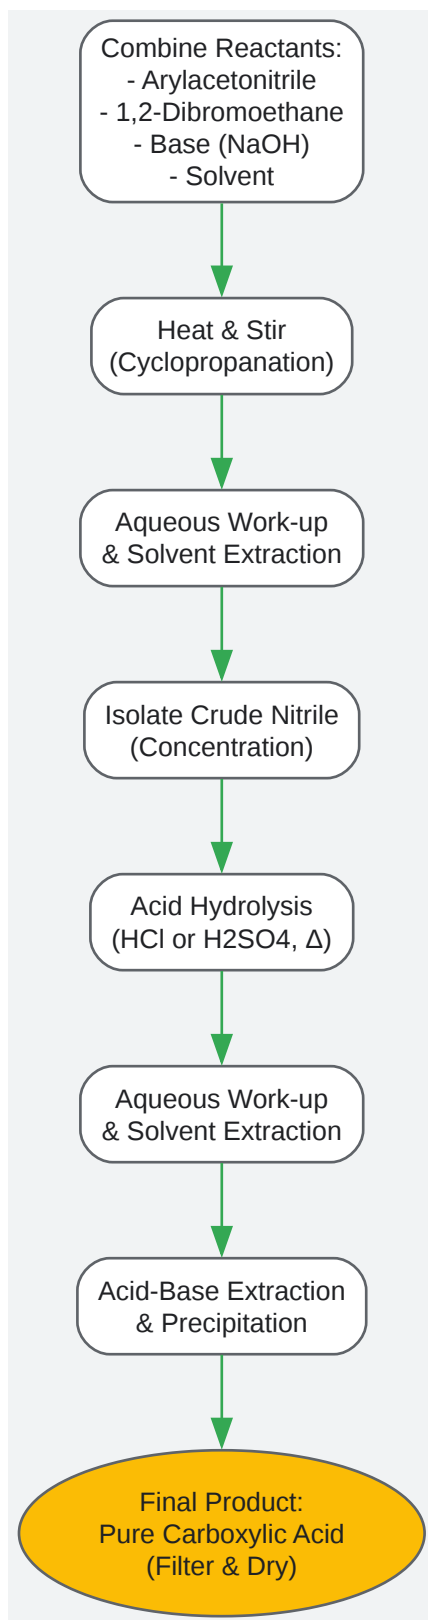 Combine Reactants:
- Arylacetonitrile
- 1,2-Dibromoethane
- Base (NaOH)
- Solvent
Heat & Stir
(Cyclopropanation)
Aqueous Work-up
& Solvent Extraction
Isolate Crude Nitrile
(Concentration)
Acid Hydrolysis
(HCl or H2SO4, Δ)
Aqueous Work-up
& Solvent Extraction
Acid-Base Extraction
& Precipitation
Final Product:
Pure Carboxylic Acid
(Filter & Dry)